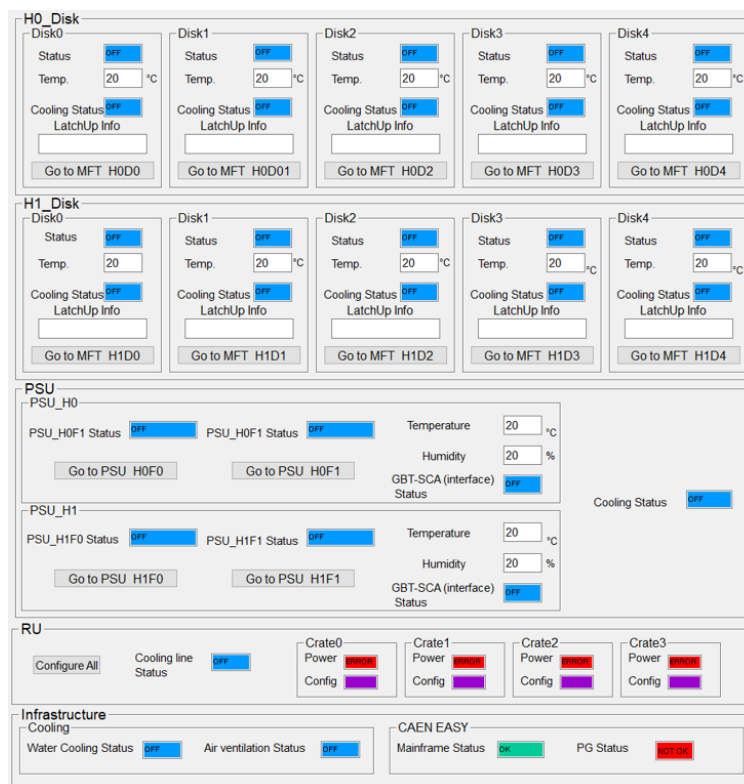 H0_Disk
Disk0 Disk1 Disk2 Disk3 Disk4
Status OFF Status OFF Status OFF Status OFF Status OFF
Temp. 20 °C Temp. 20 °C Temp. 20 °C Temp. 20 °C Temp. 20 °C
Cooling Status OFF Cooling Status OFF Cooling Status OFF Cooling Status OFF Cooling Status OFF
LatchUp Info LatchUp Info LatchUp Info LatchUp Info LatchUp Info
Go to MFT H0D0 Go to MFT H0D01 Go to MFT H0D2 Go to MFT H0D3 Go to MFT H0D4
H1_Disk
Disk0 Disk1 Disk2 Disk3 Disk4
Status OFF Status OFF Status OFF Status OFF Status OFF
Temp. 20 Temp. 20 °C Temp. 20 °C Temp. 20 °C Temp. 20 °C
Cooling Status OFF Cooling Status OFF Cooling Status OFF Cooling Status OFF Cooling Status OFF
LatchUp Info LatchUp Info LatchUp Info LatchUp Info LatchUp Info
Go to MFT H1D0 Go to MFT H1D1 Go to MFT H1D2 Go to MFT H1D3 Go to MFT H1D4
PSU
PSU_H0
PSU_H0F1 Status OFF PSU_H0F1 Status OFF Temperature 20 °C
Humidity 20 %
Go to PSU H0F0 Go to PSU H0F1
GBT-SCA (interface) Status OFF
Cooling Status OFF
PSU_H1
PSU_H1F0 Status OFF PSU_H1F1 Status OFF Temperature 20 °C
Humidity 20 %
Go to PSU H1F0 Go to PSU H1F1
GBT-SCA (interface) Status OFF
RU
Configure All Cooling line Status OFF
Crate0 Crate1 Crate2 Crate3
Power ERROR Power ERROR Power ERROR Power ERROR
Config Config Config Config
Infrastructure
Cooling CAEN EASY
Water Cooling Status OFF Air ventilation Status OFF Mainframe Status OK PG Status NOT OK